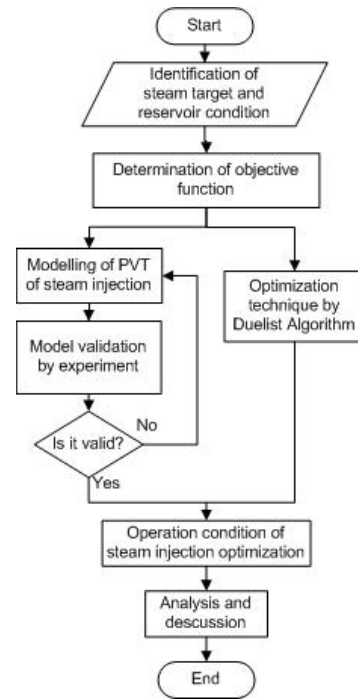 Start
Identification of
steam target and
reservoir condition
Determination of objective
function
Modelling of PVT
of steam injection
Optimization
technique by
Duelist Algorithm
Model validation
by experiment
Is it valid?
No
Yes
Operation condition of
steam injection optimization
Analysis and
descussion
End